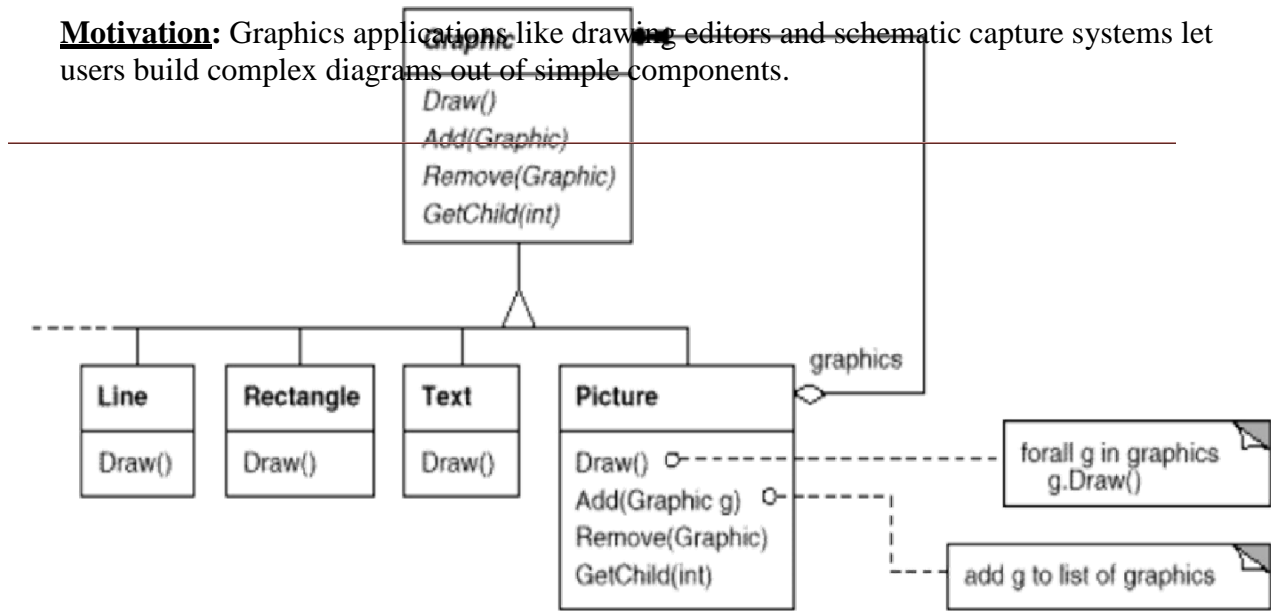 Motivation: Graphics applications like drawing editors and schematic capture systems let
users build complex diagrams out of simple components.
Graphic
Draw()
Add(Graphic)
Remove(Graphic)
GetChild(int)
graphics
Line
Draw()
Rectangle
Draw()
Text
Draw()
Picture
Draw()
Add(Graphic g)
Remove(Graphic)
GetChild(int)
forall g in graphics
g.Draw()
add g to list of graphics